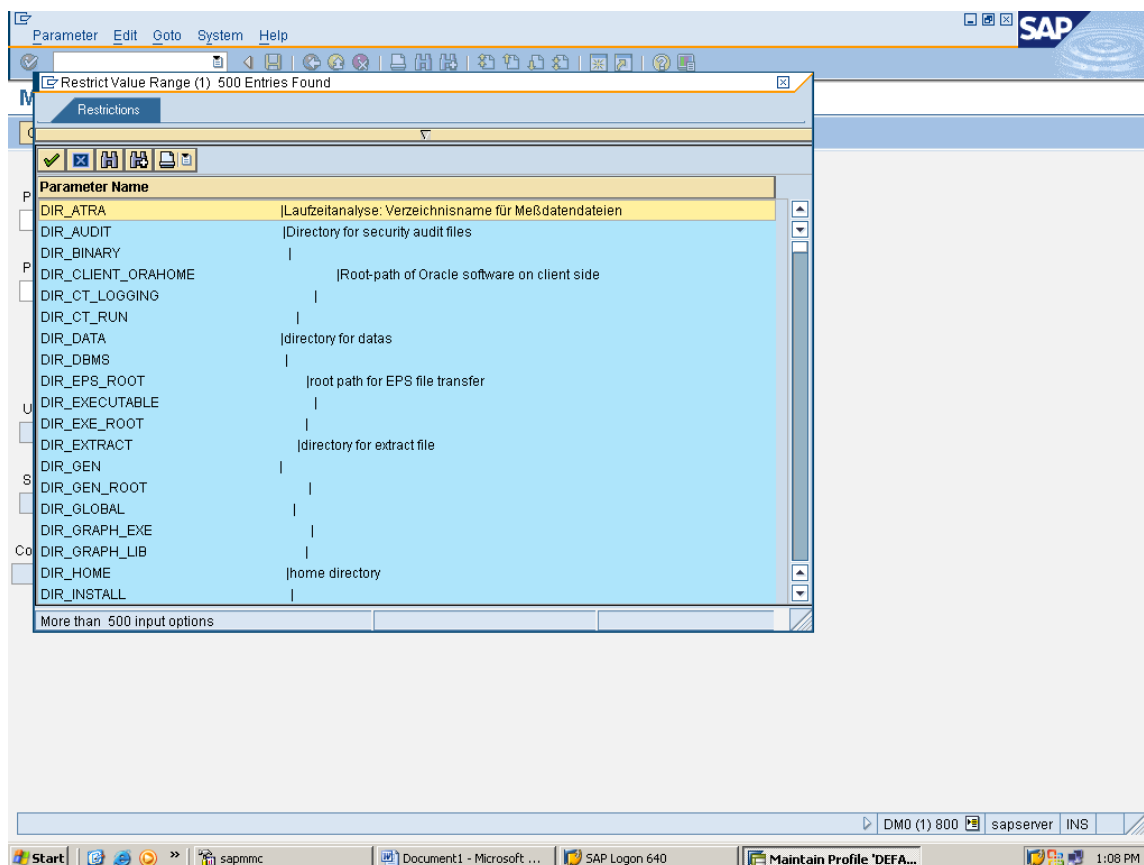 Parameter Edit Goto System Help
SAP
Restrict Value Range (1) 500 Entries Found
Restrictions
Parameter Name
DIR_ATRA |Laufzeitanalyse: Verzeichnisname für Meßdatendateien
DIR_AUDIT |Directory for security audit files
DIR_BINARY |
DIR_CLIENT_ORAHOME |Root-path of Oracle software on client side
DIR_CT_LOGGING |
DIR_CT_RUN |
DIR_DATA |directory for datas
DIR_DBMS |
DIR_EPS_ROOT |root path for EPS file transfer
DIR_EXECUTABLE |
DIR_EXE_ROOT |
DIR_EXTRACT |directory for extract file
DIR_GEN |
DIR_GEN_ROOT |
DIR_GLOBAL |
DIR_GRAPH_EXE |
DIR_GRAPH_LIB |
DIR_HOME |home directory
DIR_INSTALL |
More than 500 input options
DM0 (1) 800 sapserver INS
Start » sapmmc Document1 - Microsoft ... SAP Logon 640 Maintain Profile 'DEFA... 1:08 PM